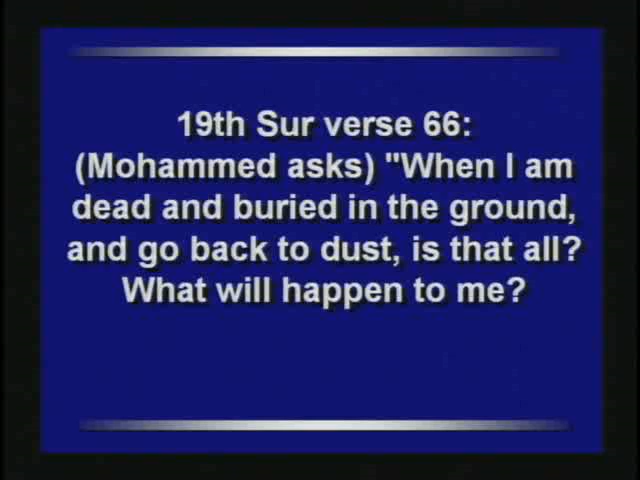 19th Sur verse 66:
(Mohammed asks) "When I am
dead and buried in the ground,
and go back to dust, is that all?
What will happen to me?